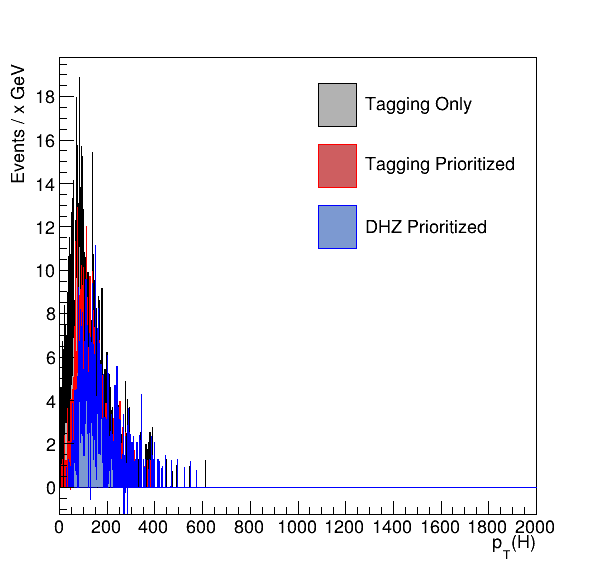 Events / x GeV
18
16
14
12
10
8
6
4
2
0
Tagging Only
Tagging Prioritized
DHZ Prioritized
0 200 400 600 800 1000 1200 1400 1600 1800 2000
p_T(H)